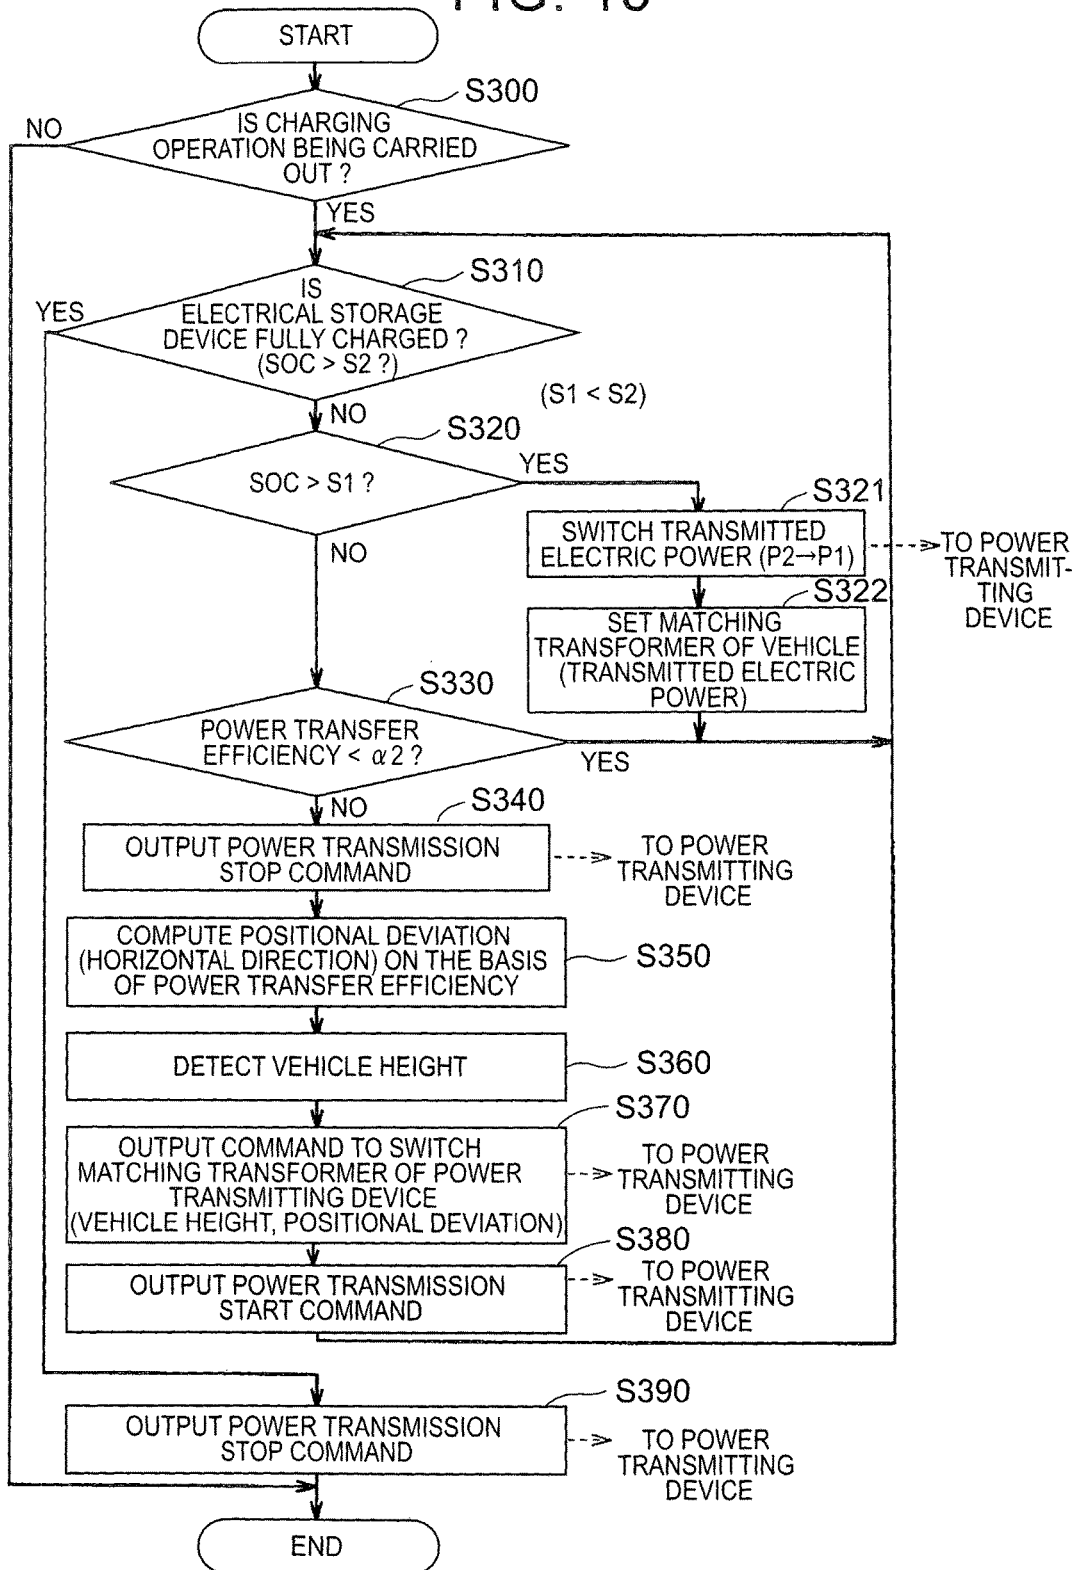 START
S300
NO
IS CHARGING
OPERATION BEING CARRIED
OUT ?
YES
S310
YES
IS
ELECTRICAL STORAGE
DEVICE FULLY CHARGED ?
(SOC > S2 ?)
(S1 < S2)
NO
S320
SOC > S1 ?
YES
NO
S321
SWITCH TRANSMITTED
ELECTRIC POWER (P2→P1)
TO POWER
TRANSMIT-
TING
DEVICE
S322
SET MATCHING
TRANSFORMER OF VEHICLE
(TRANSMITTED ELECTRIC
POWER)
S330
POWER TRANSFER
EFFICIENCY < α2 ?
YES
NO
S340
OUTPUT POWER TRANSMISSION
STOP COMMAND
TO POWER
TRANSMITTING
DEVICE
COMPUTE POSITIONAL DEVIATION
(HORIZONTAL DIRECTION) ON THE BASIS
OF POWER TRANSFER EFFICIENCY
S350
DETECT VEHICLE HEIGHT
S360
S370
OUTPUT COMMAND TO SWITCH
MATCHING TRANSFORMER OF POWER
TRANSMITTING DEVICE
(VEHICLE HEIGHT, POSITIONAL DEVIATION)
TO POWER
TRANSMITTING
DEVICE
S380
OUTPUT POWER TRANSMISSION
START COMMAND
TO POWER
TRANSMITTING
DEVICE
S390
OUTPUT POWER TRANSMISSION
STOP COMMAND
TO POWER
TRANSMITTING
DEVICE
END